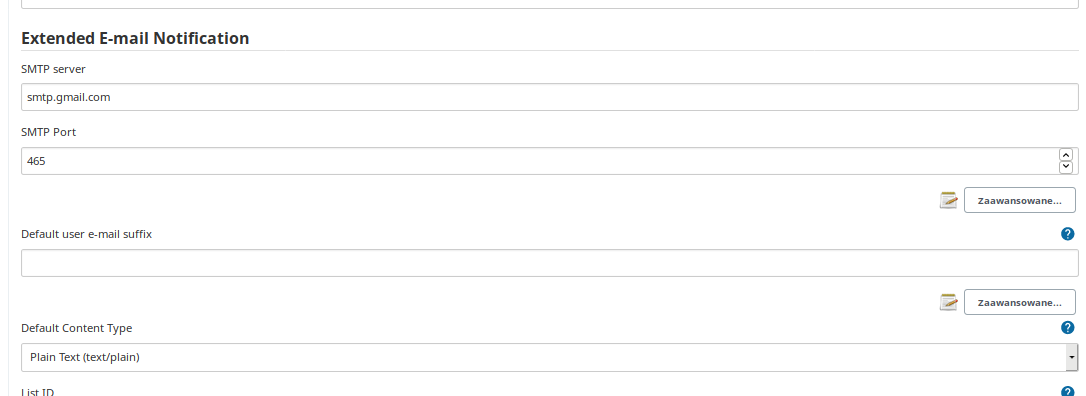 Extended E-mail Notification
SMTP server
smtp.gmail.com
SMTP Port
465
Zaawansowane...
Default user e-mail suffix
Zaawansowane...
Default Content Type
Plain Text (text/plain)
List ID